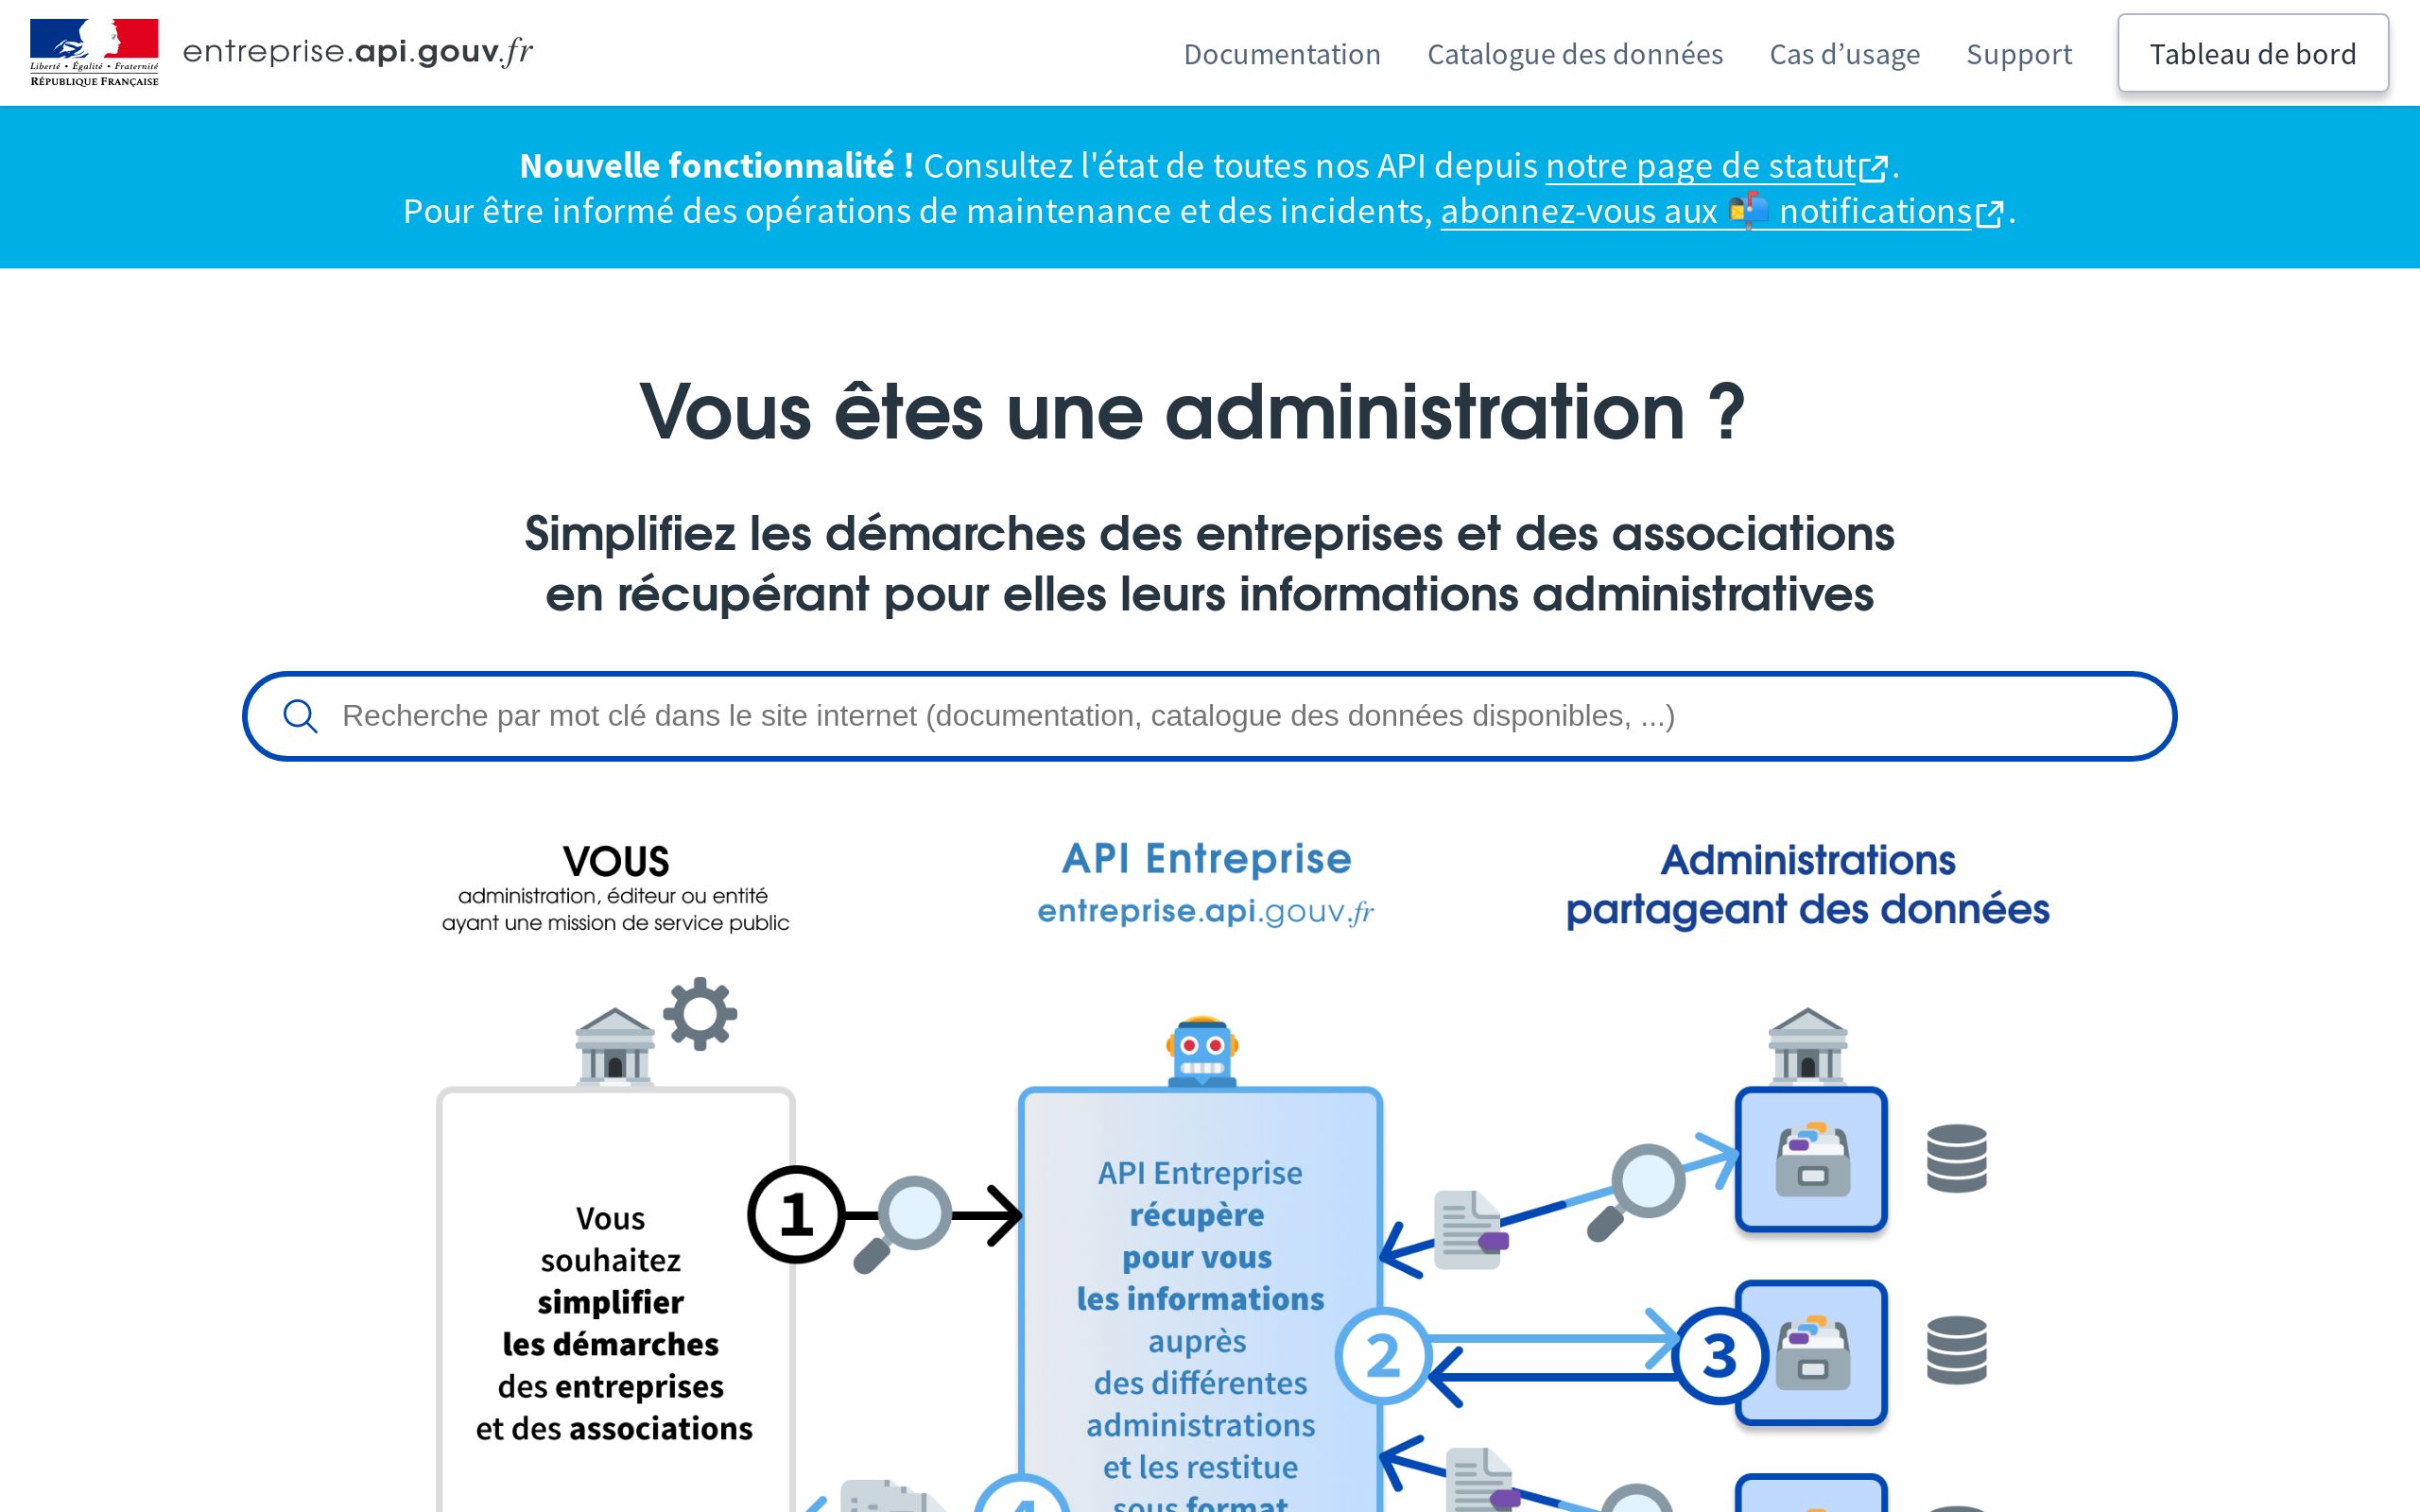 Liberté • Égalité • Fraternité
RÉPUBLIQUE FRANÇAISE
entreprise.api.gouv.fr
Documentation
Catalogue des données
Cas d’usage
Support
Tableau de bord
Nouvelle fonctionnalité ! Consultez l'état de toutes nos API depuis notre page de statut.
Pour être informé des opérations de maintenance et des incidents, abonnez-vous aux 📬 notifications.
Vous êtes une administration ?
Simplifiez les démarches des entreprises et des associations
en récupérant pour elles leurs informations administratives
Recherche par mot clé dans le site internet (documentation, catalogue des données disponibles, ...)
VOUS
administration, éditeur ou entité
ayant une mission de service public
API Entreprise
entreprise.api.gouv.fr
Administrations
partageant des données
Vous
souhaitez
simplifier
les démarches
des entreprises
et des associations
1
API Entreprise
récupère
pour vous
les informations
auprès
des différentes
administrations
et les restitue
sous format
2
3
4